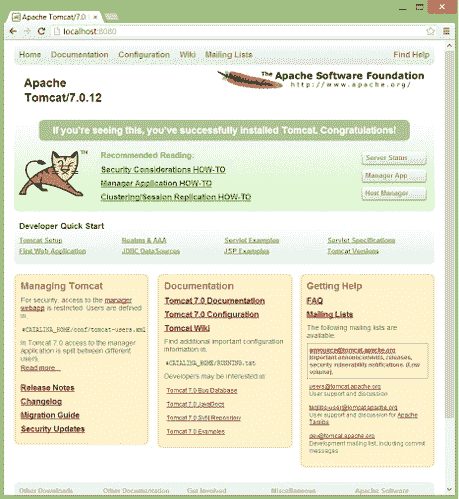 Apache Tomcat/7.0.
localhost:8080
Home Documentation Configuration Wiki Mailing Lists Find Help
Apache
Tomcat/7.0.12
The Apache Software Foundation
http://www.apache.org/
If you're seeing this, you've successfully installed Tomcat. Congratulations!
TM
Recommended Reading:
Security Considerations HOW-TO
Manager Application HOW-TO
Clustering/Session Replication HOW-TO
Server Status
Manager App
Host Manager
Developer Quick Start
Tomcat Setup Realms & AAA Servlet Examples Servlet Specifications
First Web Application JDBC DataSources JSP Examples Tomcat Versions
Managing Tomcat
For security, access to the manager
webapp is restricted. Users are defined
in:
$CATALINA_HOME/conf/tomcat-users.xml
In Tomcat 7.0 access to the manager
application is split between different
users.
Read more...
Release Notes
Changelog
Migration Guide
Security Updates
Documentation
Tomcat 7.0 Documentation
Tomcat 7.0 Configuration
Tomcat Wiki
Find additional important configuration
information in:
$CATALINA_HOME/RUNNING.txt
Developers may be interested in:
Tomcat 7.0 Bug Database
Tomcat 7.0 JavaDocs
Tomcat 7.0 SVN Repository
Tomcat 7.0 Examples
Getting Help
FAQ
Mailing Lists
The following mailing lists are
available:
announce@tomcat.apache.org
Important announcements, releases,
security vulnerability notifications. (Low
volume).
users@tomcat.apache.org
User support and discussion
taglibs-user@tomcat.apache.org
User support and discussion for Apache
Taglibs
dev@tomcat.apache.org
Development mailing list, including commit
messages
Other Downloads Other Documentation Get Involved Miscellaneous Apache Software